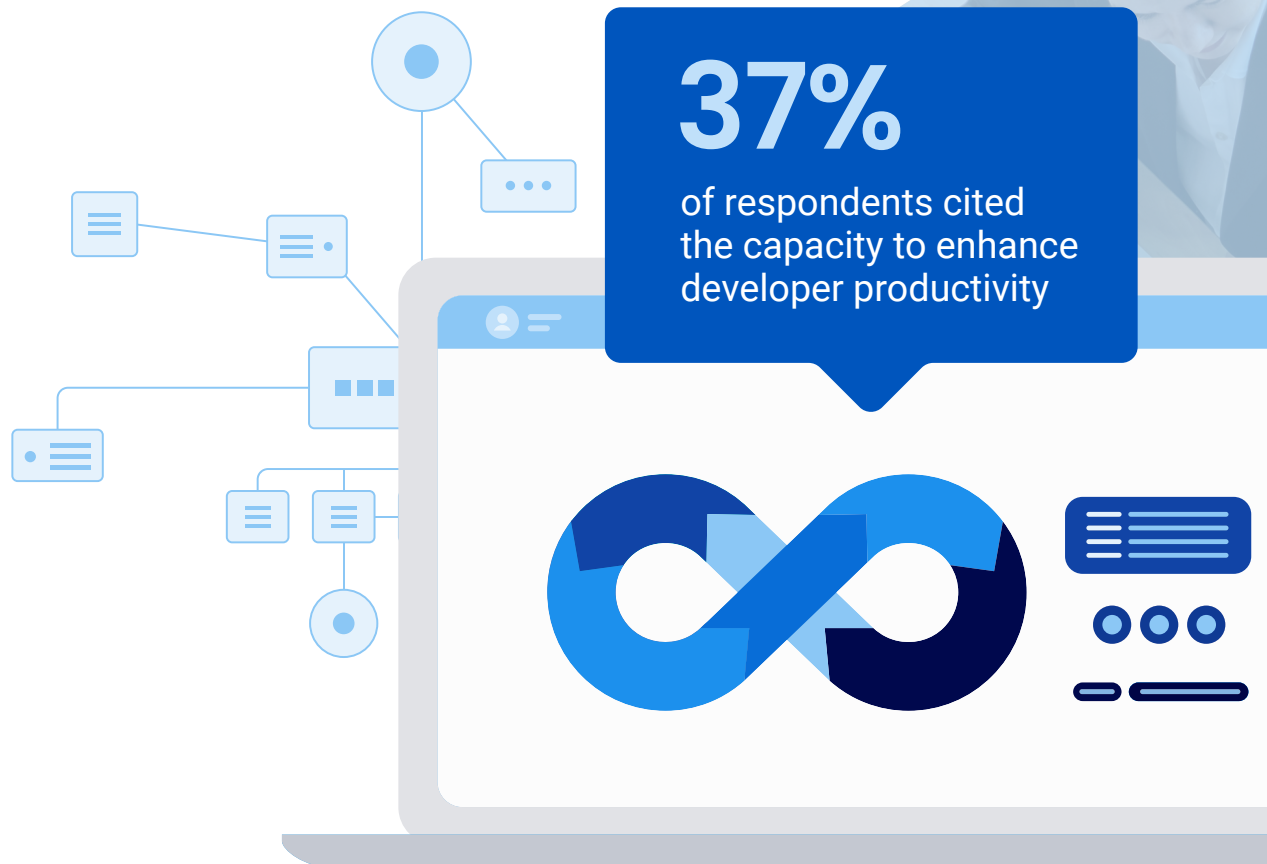 37%
of respondents cited
the capacity to enhance
developer productivity